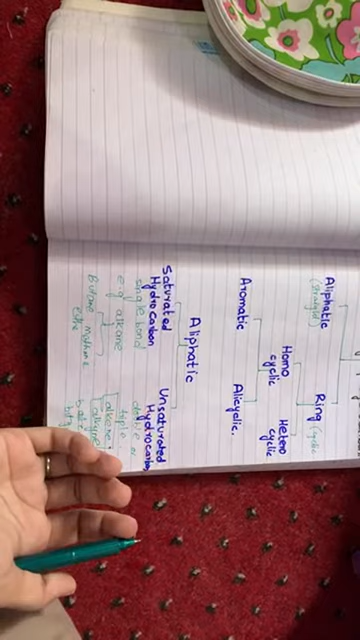 Aliphatic Ring (cyclic
(straight)
Homo cyclic Hetero cyclic
Aromatic Alicyclic.
Aliphatic
Saturated Hydrocarbon Unsaturated Hydrocarbon
single bond double or
e.g alkane triple
alkene
Butane methane alkyne